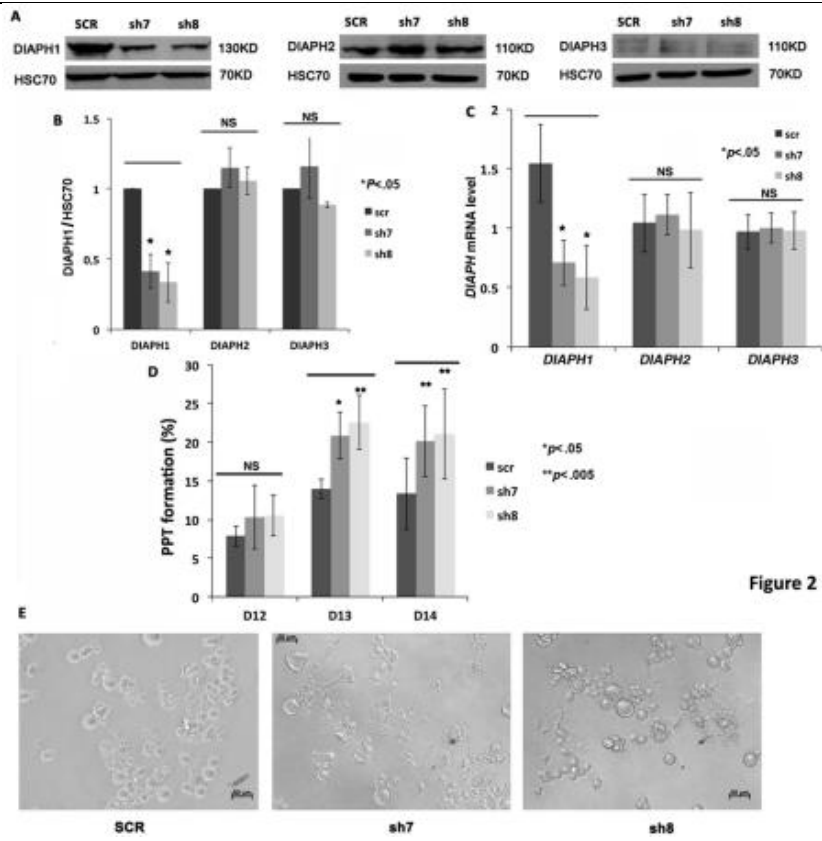 A
SCR sh7 sh8
DIAPH1 130KD
HSC70 70KD
SCR sh7 sh8
DIAPH2 110KD
HSC70 70KD
SCR sh7 sh8
DIAPH3 110KD
HSC70 70KD
B
DIAPH1/HSC70
1.5
1
0.5
0
NS
NS
* *
*P<.05
scr
sh7
sh8
DIAPH1 DIAPH2 DIAPH3
C
DIAPH mRNA level
2
1.5
1
0.5
0
* *
NS
NS
*p<.05
scr
sh7
sh8
DIAPH1 DIAPH2 DIAPH3
D
PPT formation (%)
30
25
20
15
10
5
0
NS
* **
** **
scr
sh7
sh8
*p<.05
**p<.005
D12 D13 D14
Figure 2
E
SCR sh7 sh8